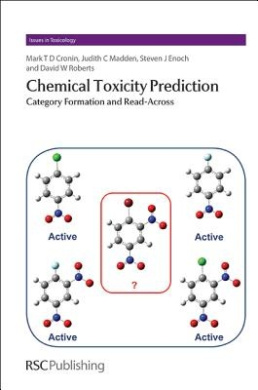 Issues in Toxicology
Mark T D Cronin, Judith C Madden, Steven J Enoch
and David W Roberts
Chemical Toxicity Prediction
Category Formation and Read-Across
Active
Active
?
Active
Active
RSCPublishing